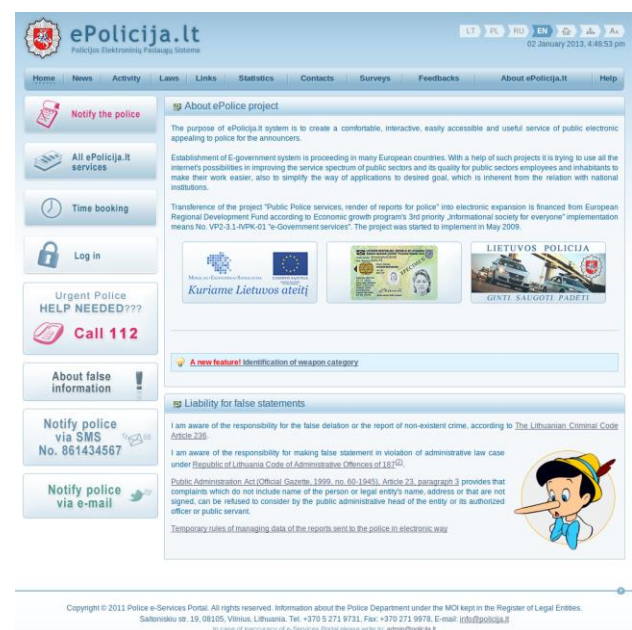 ePolicija.lt
Policijos Elektroninių Paslaugų Sistema
LT PL RU EN
02 January 2013, 4:46:53 pm
Home News Activity Laws Links Statistics Contacts Surveys Feedbacks About ePolicija.lt Help
Notify the police
All ePolicija.lt
services
Time booking
Log in
Urgent Police
HELP NEEDED???
Call 112
About false
information
Notify police
via SMS
No. 861434567
Notify police
via e-mail
About ePolice project
The purpose of ePolicija.lt system is to create a comfortable, interactive, easily accessible and useful service of public electronic
appealing to police for the announcers.
Establishment of E-government system is proceeding in many European countries. With a help of such projects it is trying to use all the
internet's possibilities in improving the service spectrum of public sectors and its quality for public sectors employees and inhabitants to
make their work easier, also to simplify the way of applications to desired goal, which is inherent from the relation with national
institutions.
Transference of the project "Public Police services, render of reports for police" into electronic expansion is financed from European
Regional Development Fund according to Economic growth program's 3rd priority „Informational society for everyone" implementation
means No. VP2-3.1-IVPK-01 "e-Government services". The project was started to implement in May 2009.
Kuriame Lietuvos ateitį
SPECIMEN
LIETUVOS POLICIJA
GINTI. SAUGOTI. PADĖTI
A new feature! Identification of weapon category
Liability for false statements
I am aware of the responsibility for the false delation or the report of non-existent crime, according to The Lithuanian Criminal Code
Article 236.
I am aware of the responsibility for making false statement in violation of administrative law case
under Republic of Lithuania Code of Administrative Offences of 187(2).
Public Administration Act (Official Gazette, 1999, no. 60-1945), Article 23, paragraph 3 provides that
complaints which do not include name of the person or legal entity's name, address or that are not
signed, can be refused to consider by the public administrative head of the entity or its authorized
officer or public servant.
Temporary rules of managing data of the reports sent to the police in electronic way
Copyright © 2011 Police e-Services Portal. All rights reserved. Information about the Police Department under the MOI kept in the Register of Legal Entities.
Saltoniskiu str. 19, 08105, Vilnius, Lithuania. Tel. +370 5 271 9731, Fax: +370 271 9978, E-mail: info@policija.lt